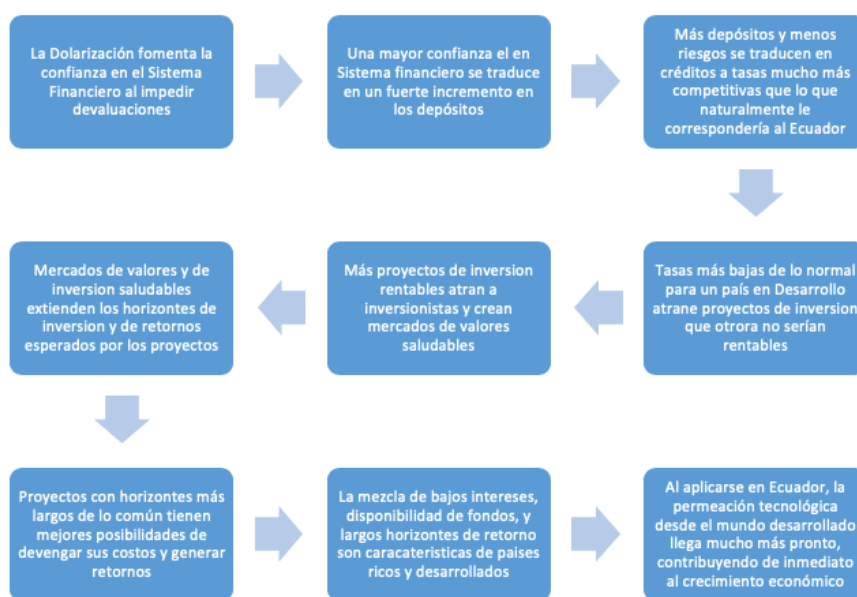 La Dolarización fomenta la
confianza en el Sistema
Financiero al impedir
devaluaciones
Una mayor confianza el en
Sistema financiero se traduce
en un fuerte incremento en
los depósitos
Más depósitos y menos
riesgos se traducen en
créditos a tasas mucho más
competitivas que lo que
naturalmente le
correspondería al Ecuador
Tasas más bajas de lo normal
para un país en Desarrollo
atrane proyectos de inversion
que otrora no serían
rentables
Más proyectos de inversion
rentables atran a
inversionistas y crean
mercados de valores
saludables
Mercados de valores y de
inversion saludables
extienden los horizontes de
inversion y de retornos
esperados por los proyectos
Proyectos con horizontes más
largos de lo común tienen
mejores posibilidades de
devengar sus costos y generar
retornos
La mezcla de bajos intereses,
disponibilidad de fondos, y
largos horizontes de retorno
son caracateristicas de paises
ricos y desarrollados
Al aplicarse en Ecuador, la
permeación tecnológica
desde el mundo desarrollado
llega mucho más pronto,
contribuyendo de inmediato
al crecimiento económico